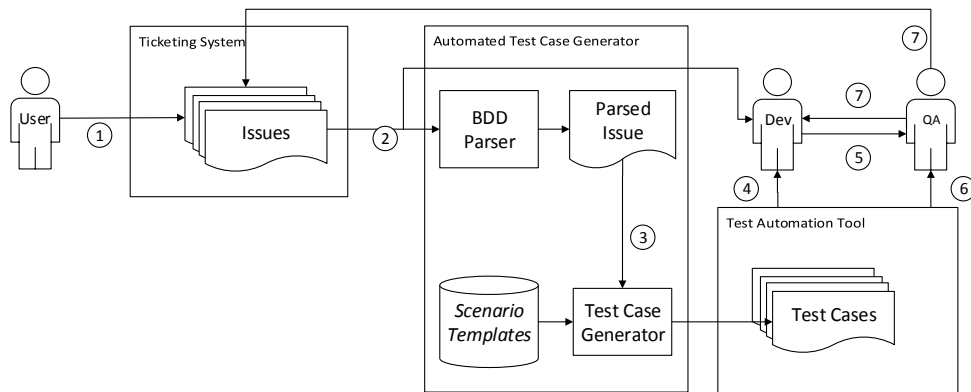 Ticketing System
Automated Test Case Generator
7
User
1
Issues
2
BDD
Parser
Parsed
Issue
Dev
7
5
QA
4
6
3
Test Automation Tool
Scenario
Templates
Test Case
Generator
Test Cases